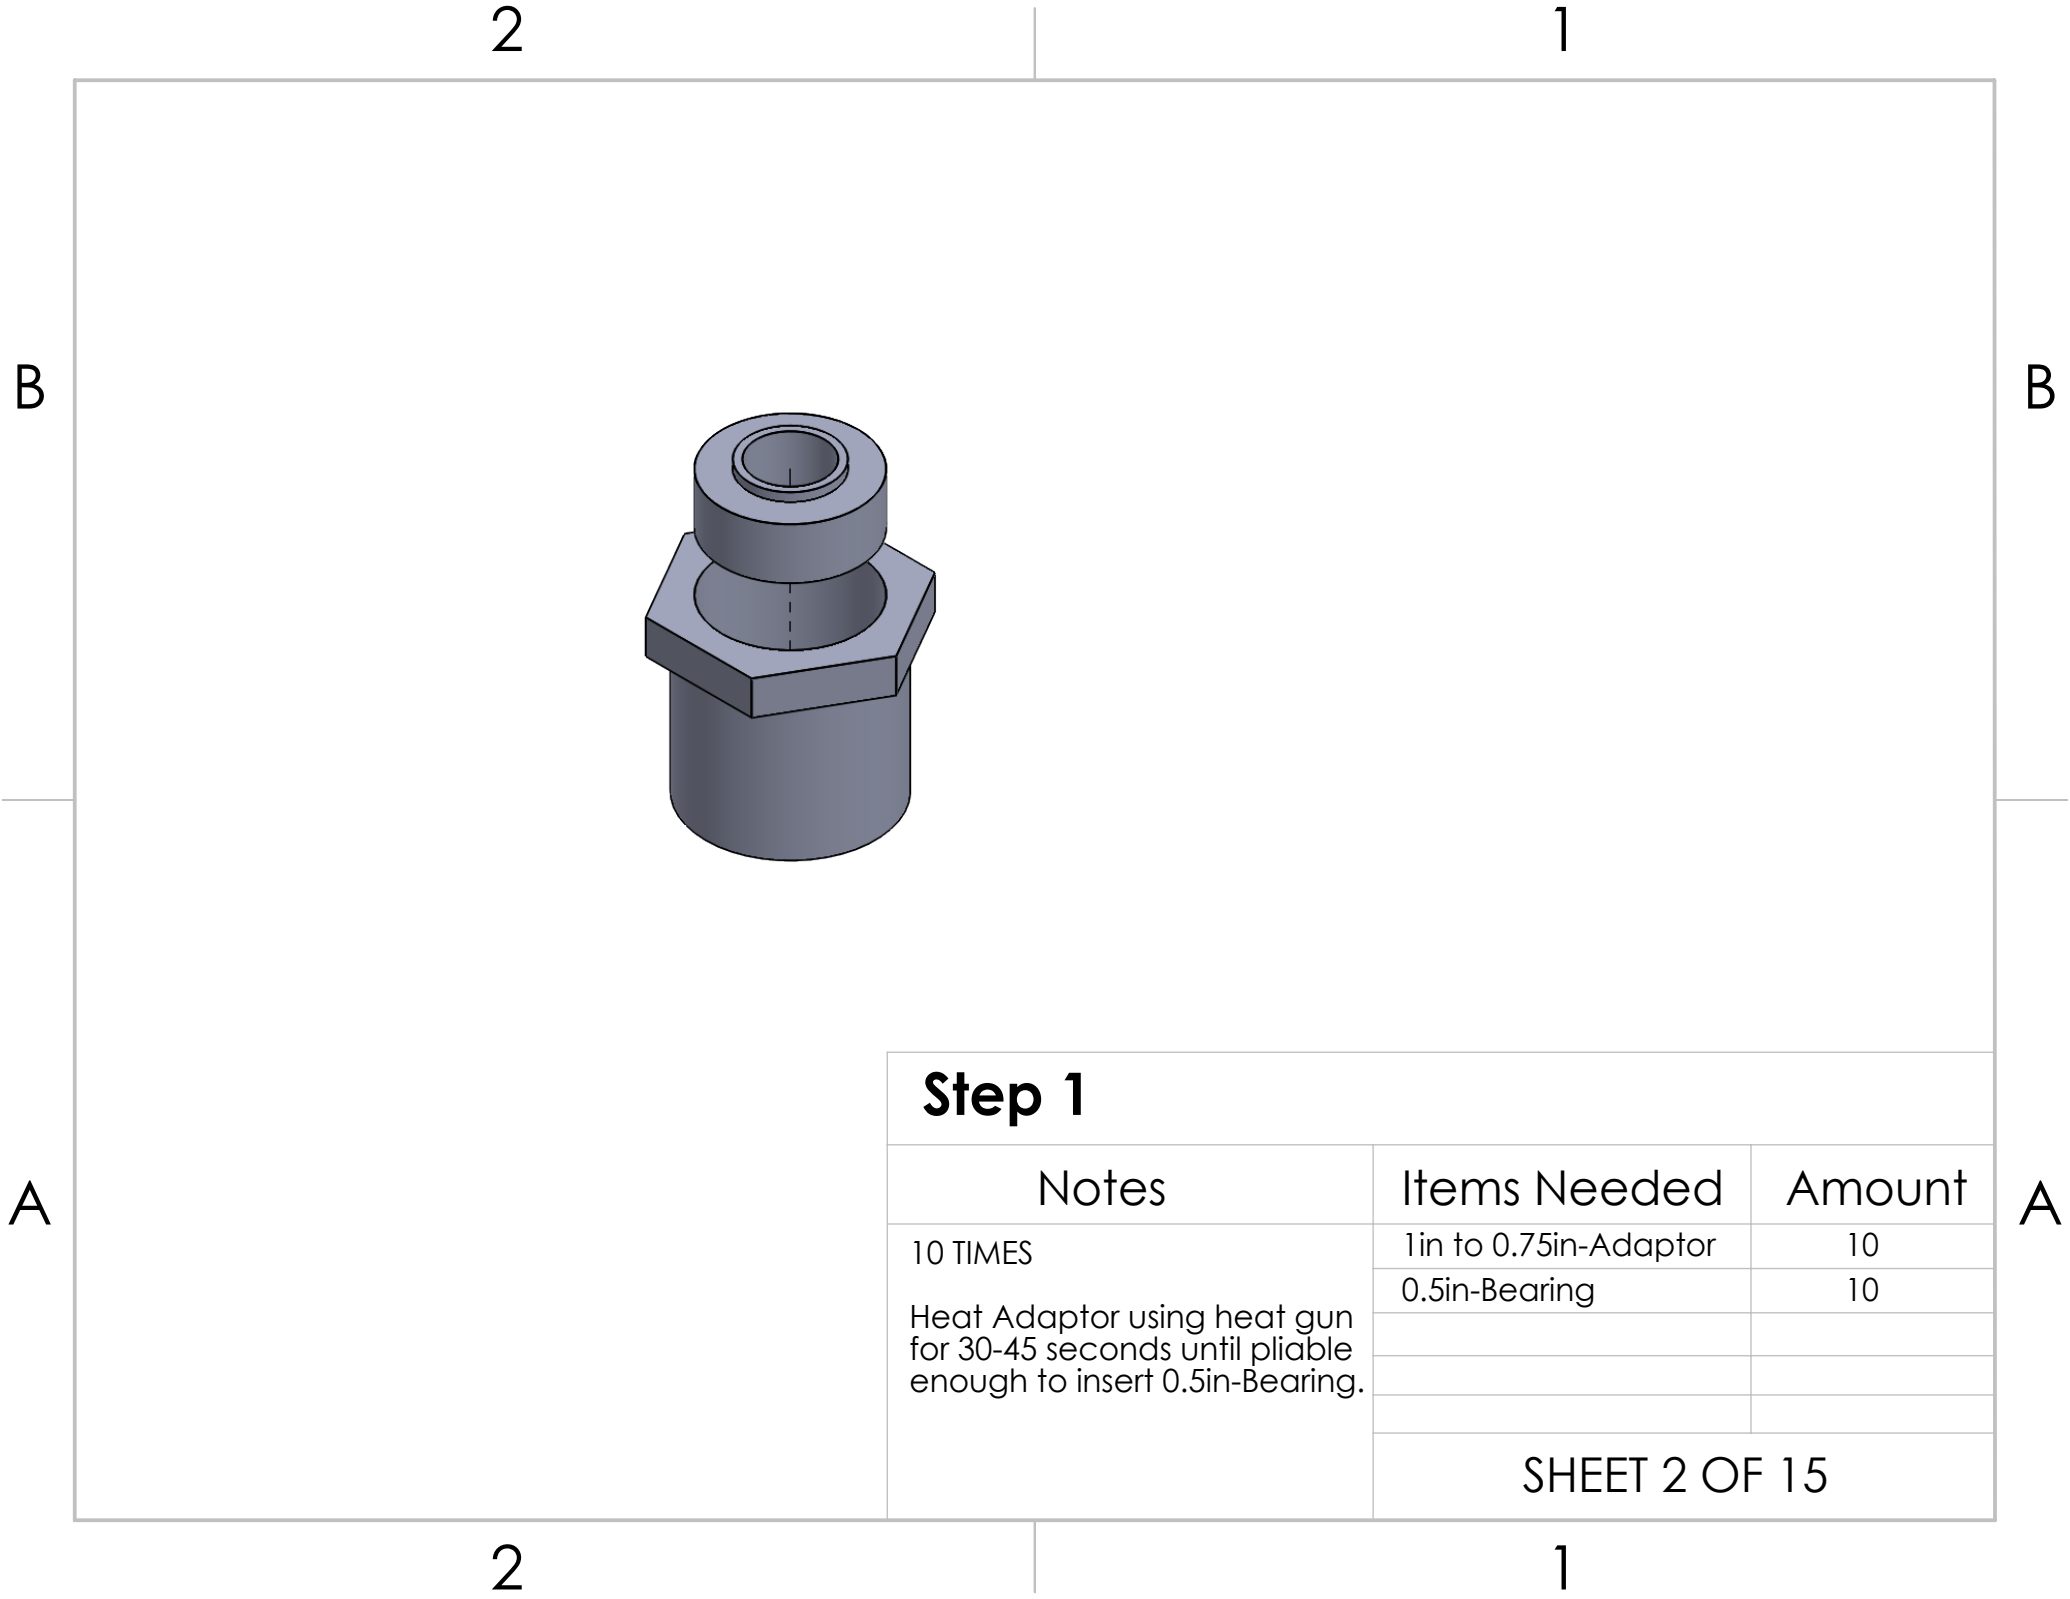 2
1
B
B
Step 1
Notes
Items Needed
Amount
10 TIMES
1in to 0.75in-Adaptor
10
0.5in-Bearing
10
Heat Adaptor using heat gun
for 30-45 seconds until pliable
enough to insert 0.5in-Bearing.
A
A
SHEET 2 OF 15
2
1